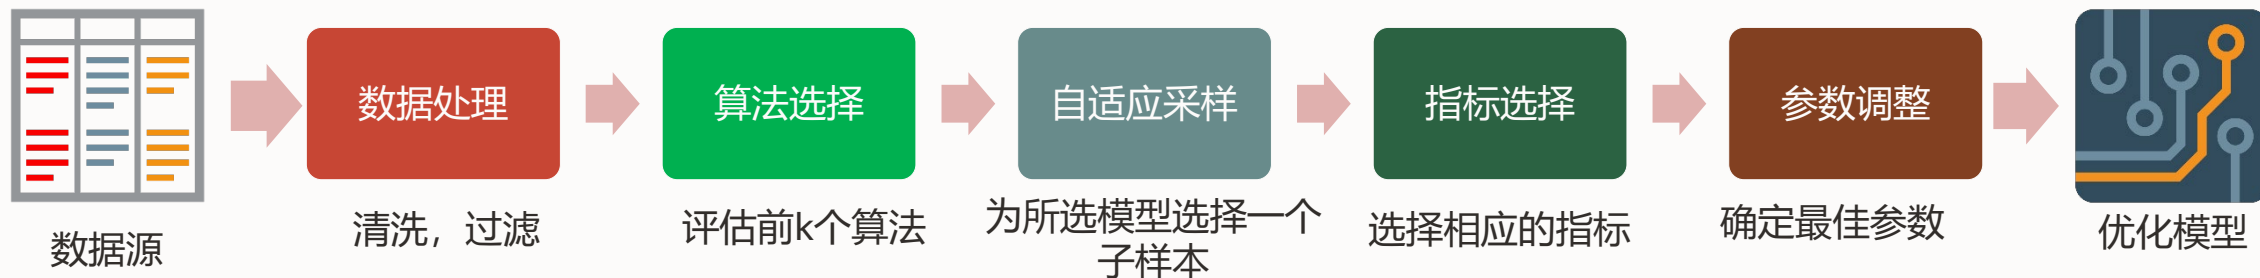 数据源
数据处理
清洗，过滤
算法选择
评估前k个算法
自适应采样
为所选模型选择一个
子样本
指标选择
选择相应的指标
参数调整
确定最佳参数
优化模型